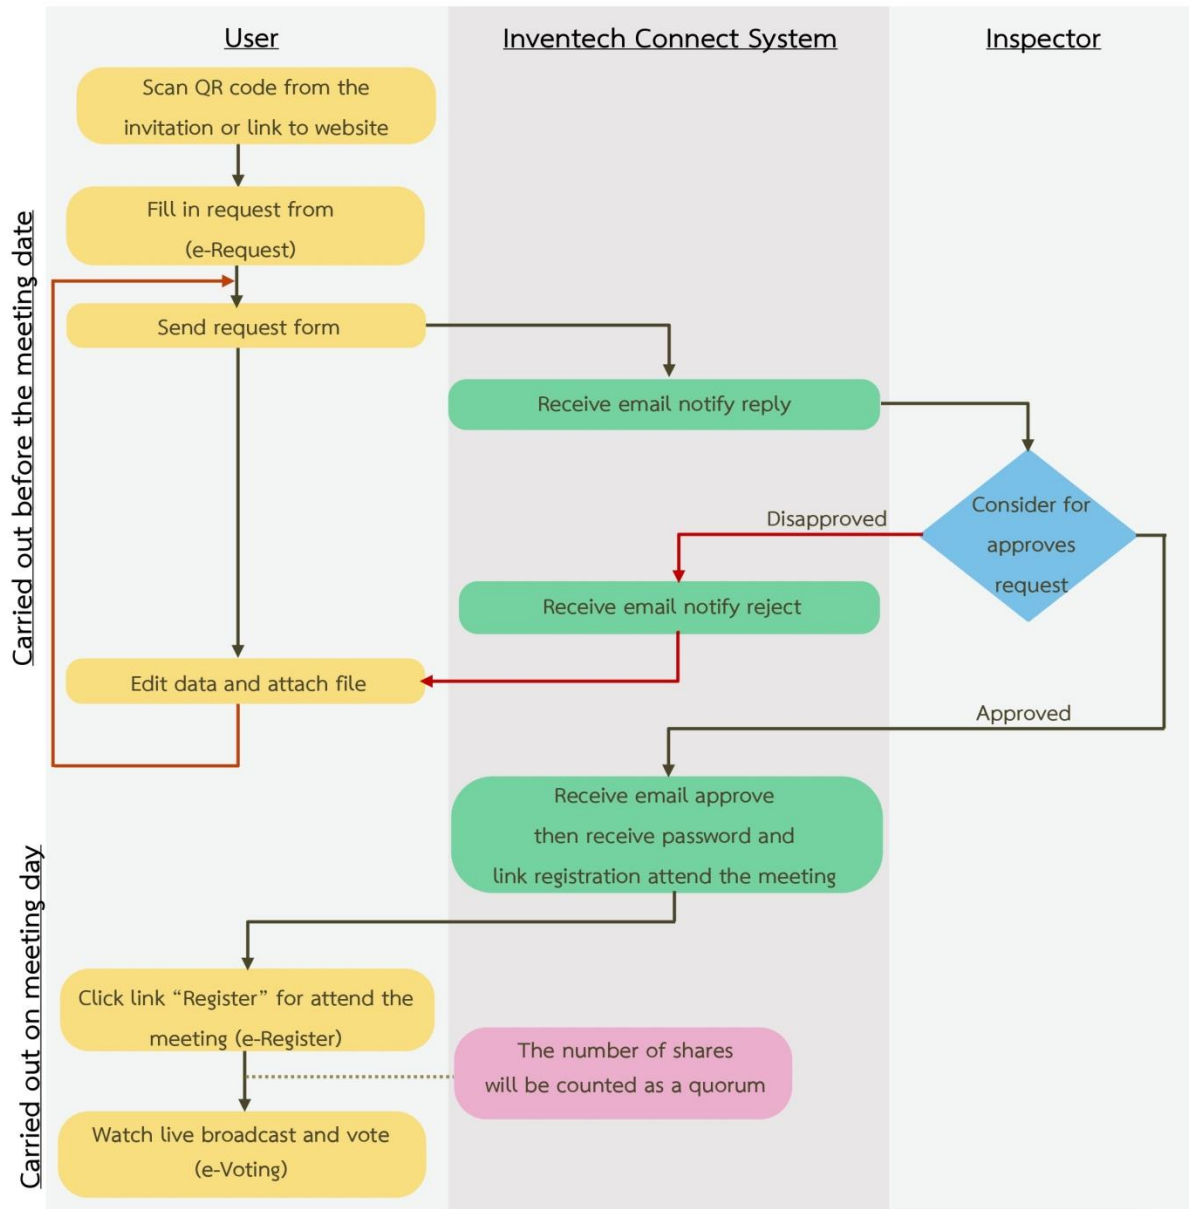 User
Inventech Connect System
Inspector
Carried out before the meeting date
Scan QR code from the
invitation or link to website
Fill in request from
(e-Request)
Send request form
Receive email notify reply
Consider for
approves
request
Disapproved
Receive email notify reject
Edit data and attach file
Approved
Receive email approve
then receive password and
link registration attend the meeting
Carried out on meeting day
Click link “Register” for attend the
meeting (e-Register)
The number of shares
will be counted as a quorum
Watch live broadcast and vote
(e-Voting)